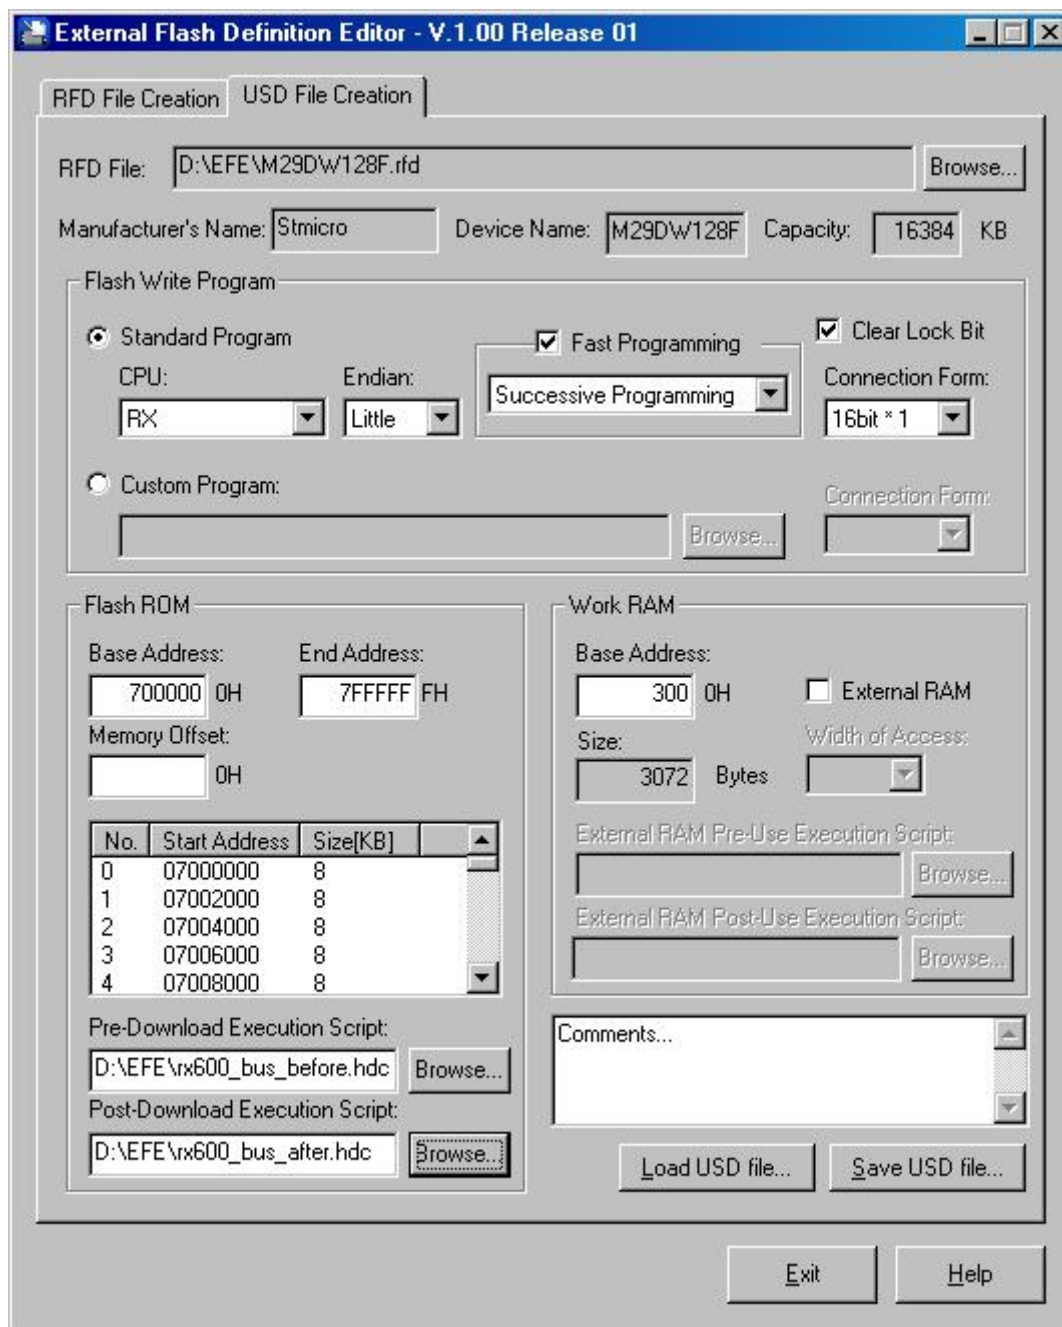 External Flash Definition Editor - V.1.00 Release 01
RFD File Creation USD File Creation
RFD File: D:\EFE\M29DW128F.rfd Browse...
Manufacturer's Name: Stmicro Device Name: M29DW128F Capacity: 16384 KB
Flash Write Program
Standard Program Fast Programming Clear Lock Bit
CPU: Endian: Connection Form:
RX Little Successive Programming 16bit * 1
Custom Program: Connection Form:
Browse...
Flash ROM
Base Address: End Address:
700000 0H 7FFFFF FH
Memory Offset:
0H
No. Start Address Size[KB]
0 07000000 8
1 07002000 8
2 07004000 8
3 07006000 8
4 07008000 8
Pre-Download Execution Script:
D:\EFE\rx600_bus_before.hdc Browse...
Post-Download Execution Script:
D:\EFE\rx600_bus_after.hdc Browse...
Work RAM
Base Address:
300 0H External RAM
Size: Width of Access:
3072 Bytes
External RAM Pre-Use Execution Script:
Browse...
External RAM Post-Use Execution Script:
Browse...
Comments...
Load USD file... Save USD file...
Exit Help